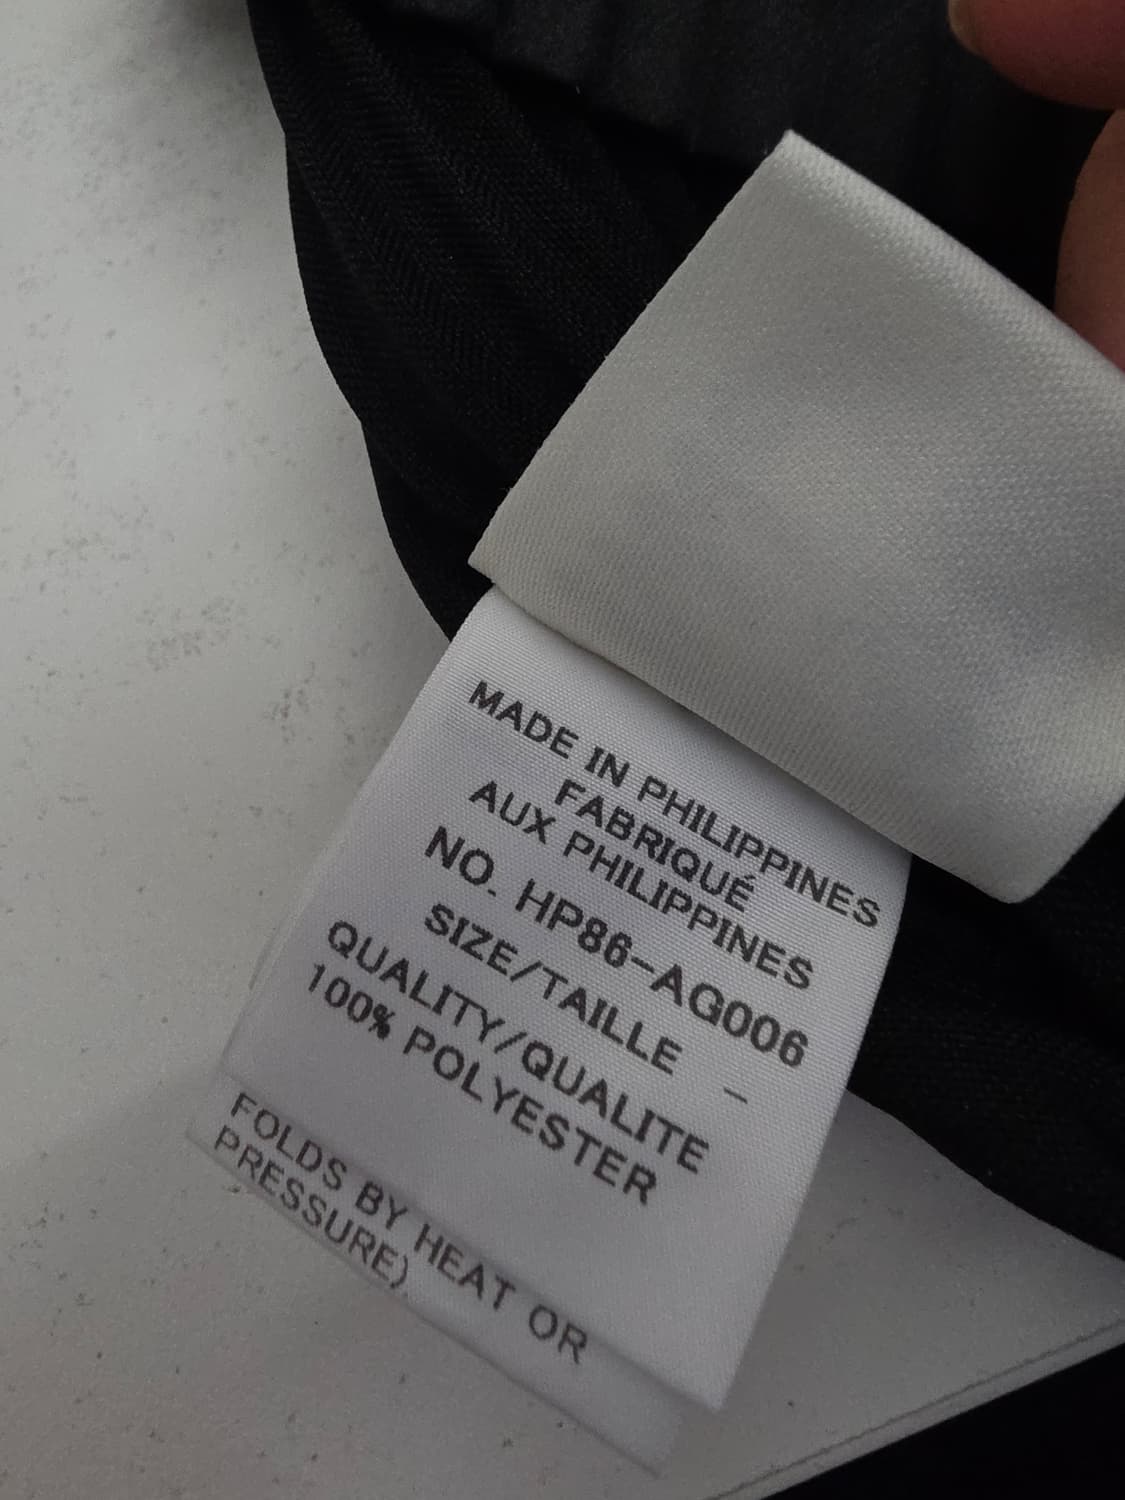 MADE IN PHILIPPINES
FABRIQUÉ
AUX PHILIPPINES
NO. HP86-AG006
SIZE/TAILLE -
QUALITY/QUALITE
100% POLYESTER
FOLDS BY HEAT OR
PRESSURE)